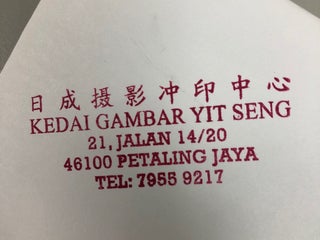 日成摄影冲印中心
KEDAI GAMBAR YIT SENG
21, JALAN 14/20
46100 PETALING JAYA
TEL: 7955 9217